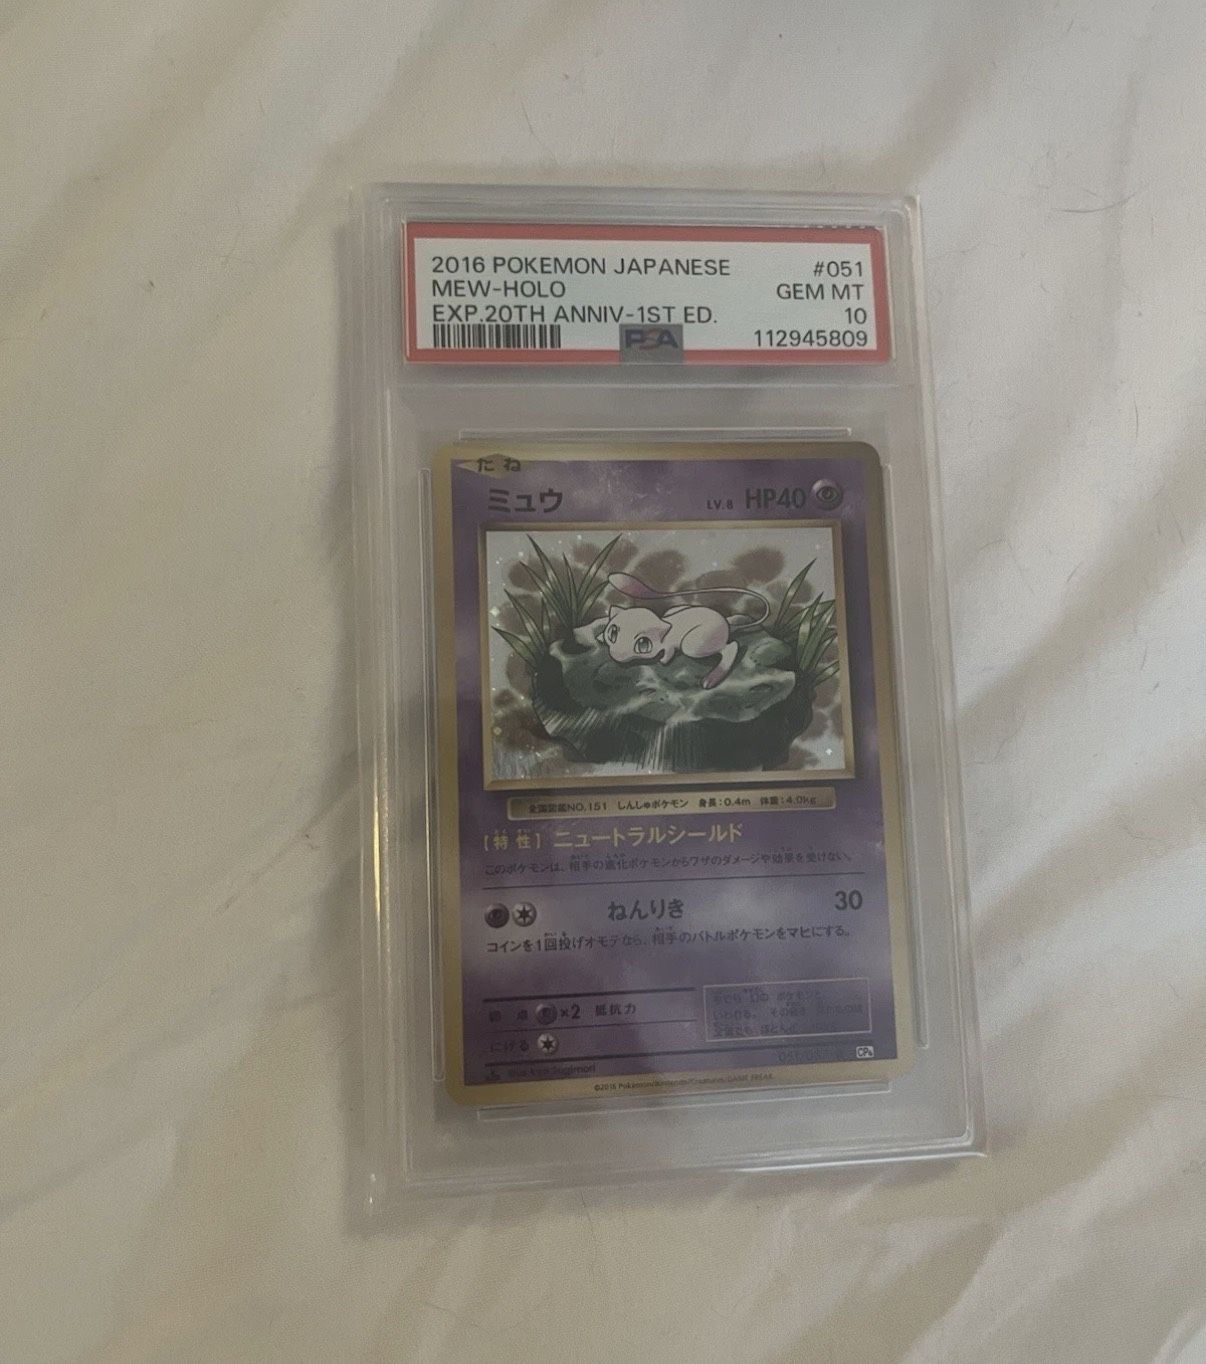 2016 POKEMON JAPANESE #051
MEW-HOLO GEM MT
EXP.20TH ANNIV-1ST ED. 10
PSA 112945809
たね
ミュウ LV.8 HP40
全国図鑑NO.151 しんしゅポケモン 身長:0.4m 体重:4.0kg
[特性] ニュートラルシールド
このポケモンは、相手の進化ポケモンからワザのダメージや効果を受けない。
ねんりき 30
コインを1回投げオモテなら、相手のバトルポケモンをマヒにする。
弱点 ×2 抵抗力
にげる
Illus. Ken Sugimori CP6
©2016 Pokémon/Nintendo/Creatures/GAME FREAK.